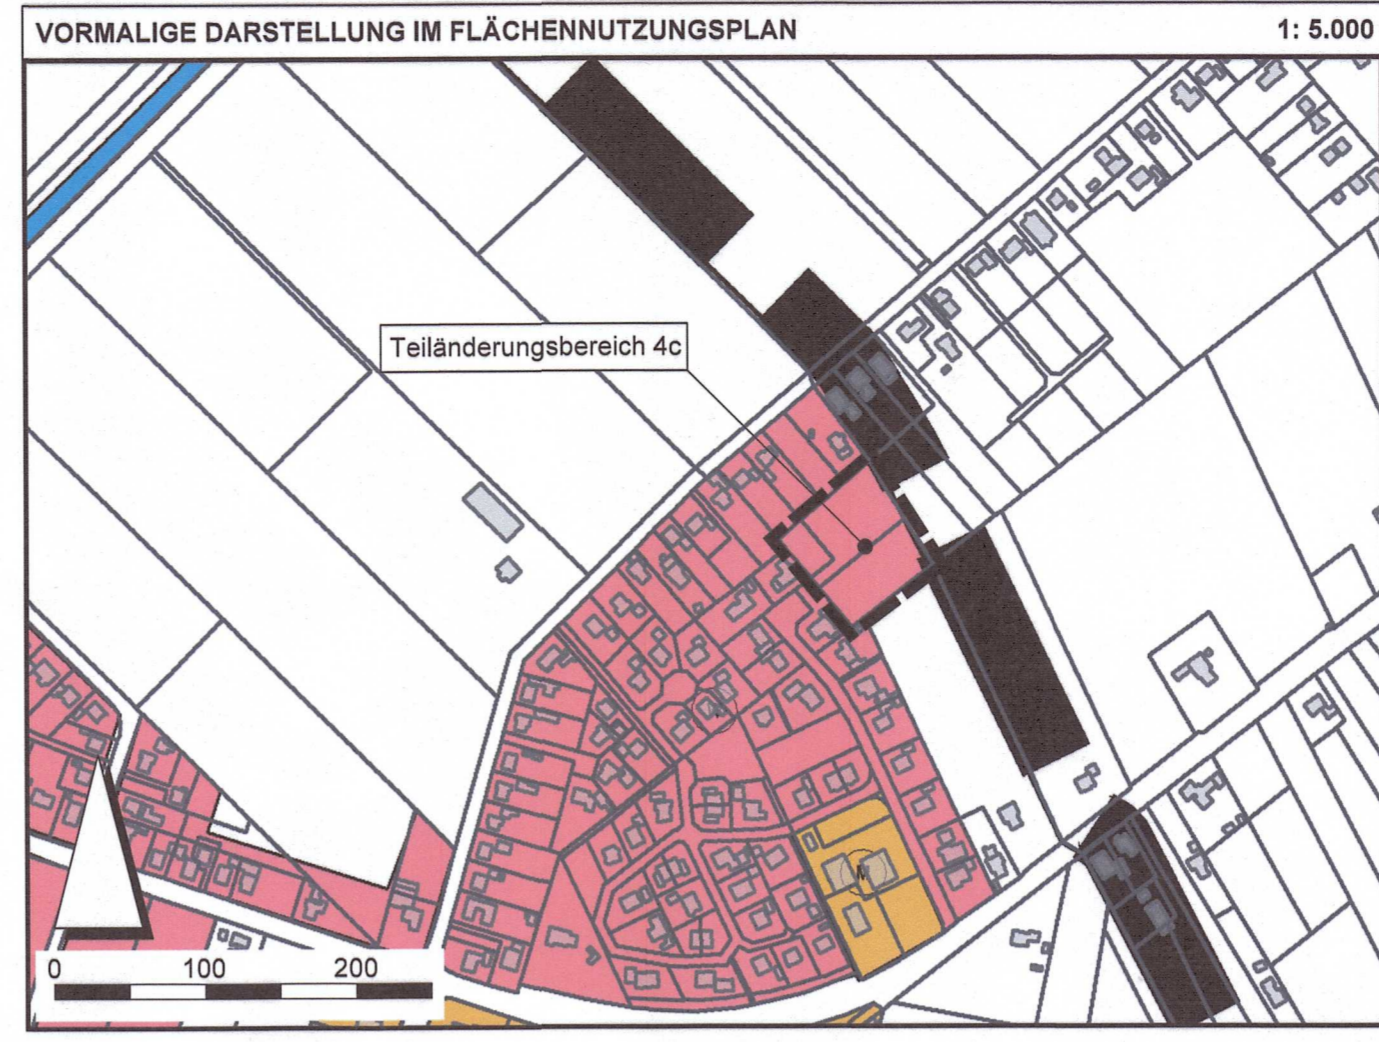 VORMALIGE DARSTELLUNG IM FLÄCHENNUTZUNGSPLAN 1: 5.000
Teiländerungsbereich 4c
M
0 100 200